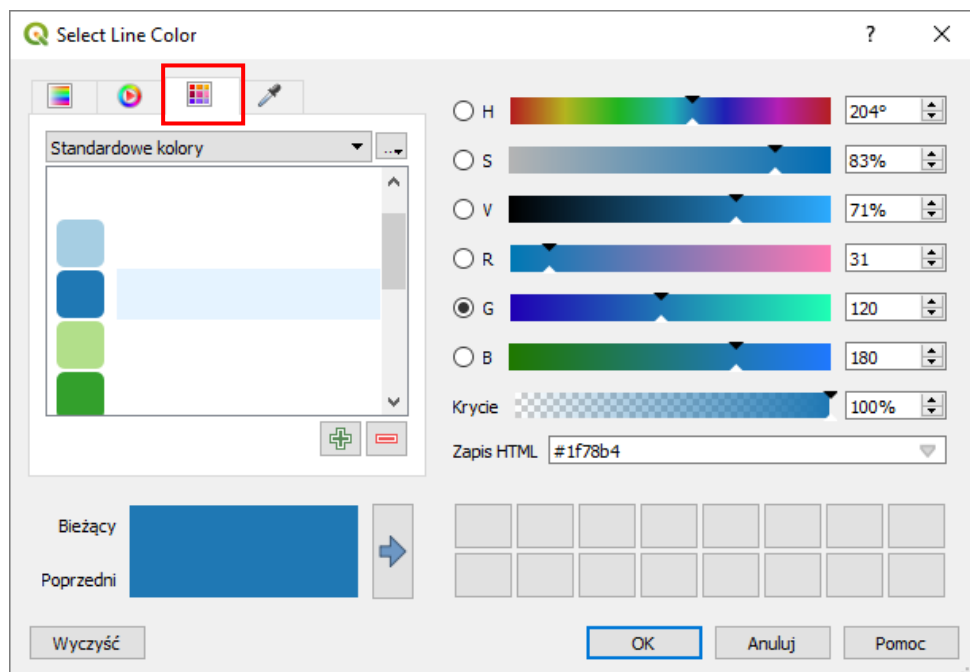 Select Line Color
?
Standardowe kolory
...
H 204°
S 83%
V 71%
R 31
G 120
B 180
Krycie 100%
Zapis HTML #1f78b4
Bieżący
Poprzedni
Wyczyść
OK
Anuluj
Pomoc